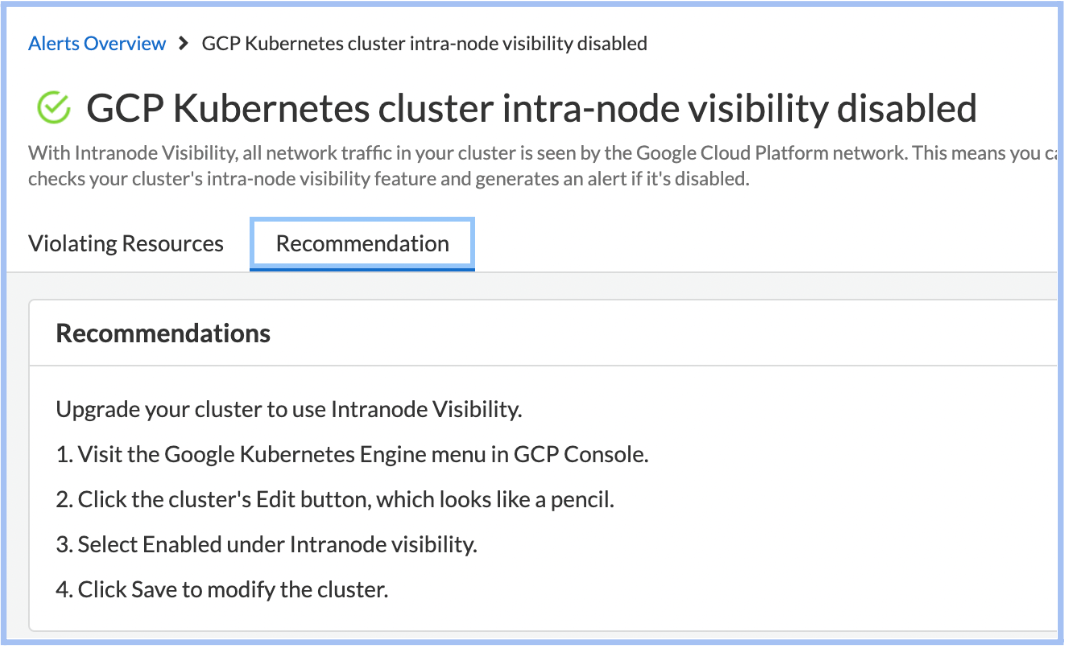 Alerts Overview > GCP Kubernetes cluster intra-node visibility disabled
GCP Kubernetes cluster intra-node visibility disabled
With Intranode Visibility, all network traffic in your cluster is seen by the Google Cloud Platform network. This means you
checks your cluster's intra-node visibility feature and generates an alert if it's disabled.
Violating Resources Recommendation
Recommendations
Upgrade your cluster to use Intranode Visibility.
1. Visit the Google Kubernetes Engine menu in GCP Console.
2. Click the cluster's Edit button, which looks like a pencil.
3. Select Enabled under Intranode visibility.
4. Click Save to modify the cluster.